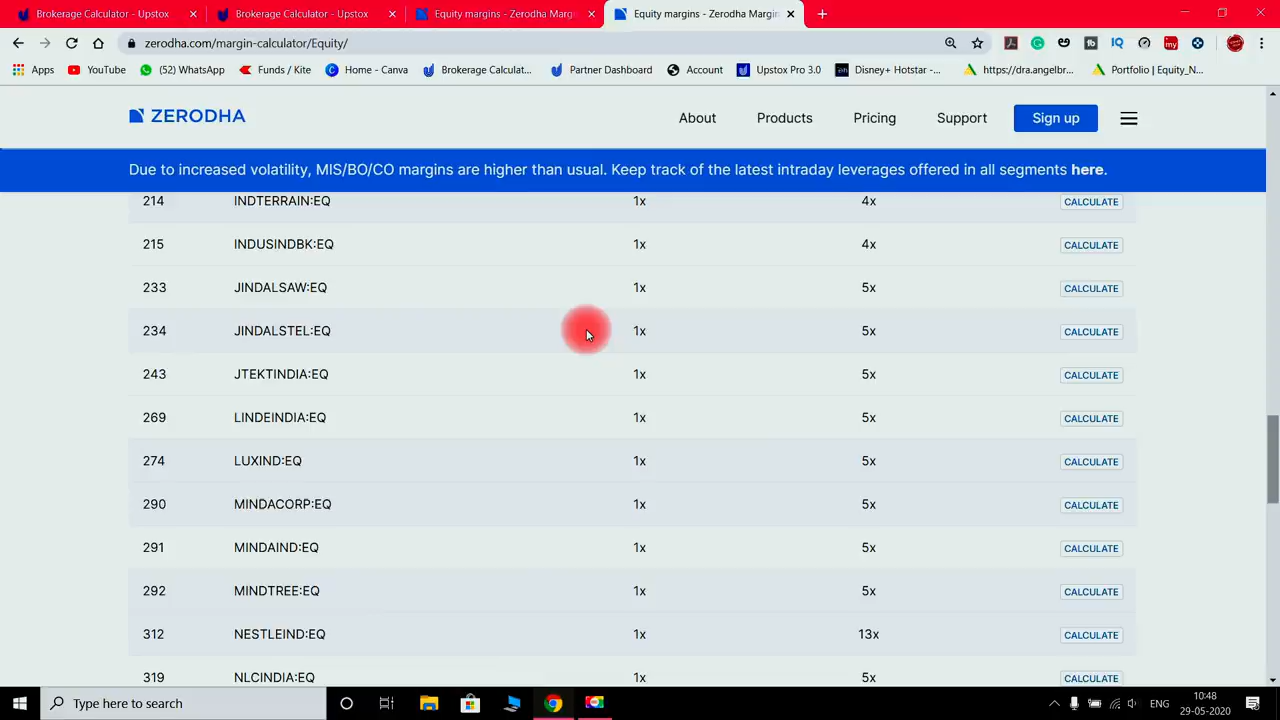 Brokerage Calculator - Upstox
Brokerage Calculator - Upstox
Equity margins - Zerodha Margi
Equity margins - Zerodha Margin
zerodha.com/margin-calculator/Equity/
Apps
YouTube
(52) WhatsApp
Funds / Kite
Home - Canva
Brokerage Calculat...
Partner Dashboard
Account
Upstox Pro 3.0
Disney+ Hotstar -...
https://dra.angelbr...
Portfolio | Equity_N...
ZERODHA
About
Products
Pricing
Support
Sign up
Due to increased volatility, MIS/BO/CO margins are higher than usual. Keep track of the latest intraday leverages offered in all segments here.
214 INDTERRAIN:EQ 1x 4x CALCULATE
215 INDUSINDBK:EQ 1x 4x CALCULATE
233 JINDALSAW:EQ 1x 5x CALCULATE
234 JINDALSTEL:EQ 1x 5x CALCULATE
243 JTEKTINDIA:EQ 1x 5x CALCULATE
269 LINDEINDIA:EQ 1x 5x CALCULATE
274 LUXIND:EQ 1x 5x CALCULATE
290 MINDACORP:EQ 1x 5x CALCULATE
291 MINDAIND:EQ 1x 5x CALCULATE
292 MINDTREE:EQ 1x 5x CALCULATE
312 NESTLEIND:EQ 1x 13x CALCULATE
319 NLCINDIA:EQ 1x 5x CALCULATE
Type here to search
ENG
10:48
29-05-2020